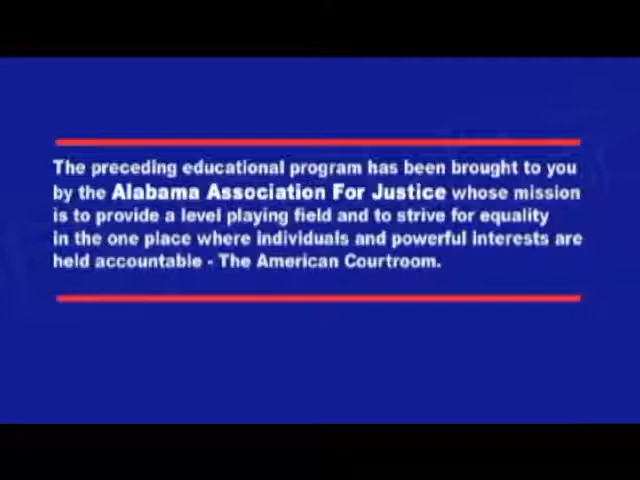 The preceding educational program has been brought to you
by the Alabama Association For Justice whose mission
is to provide a level playing field and to strive for equality
in the one place where individuals and powerful interests are
held accountable - The American Courtroom.